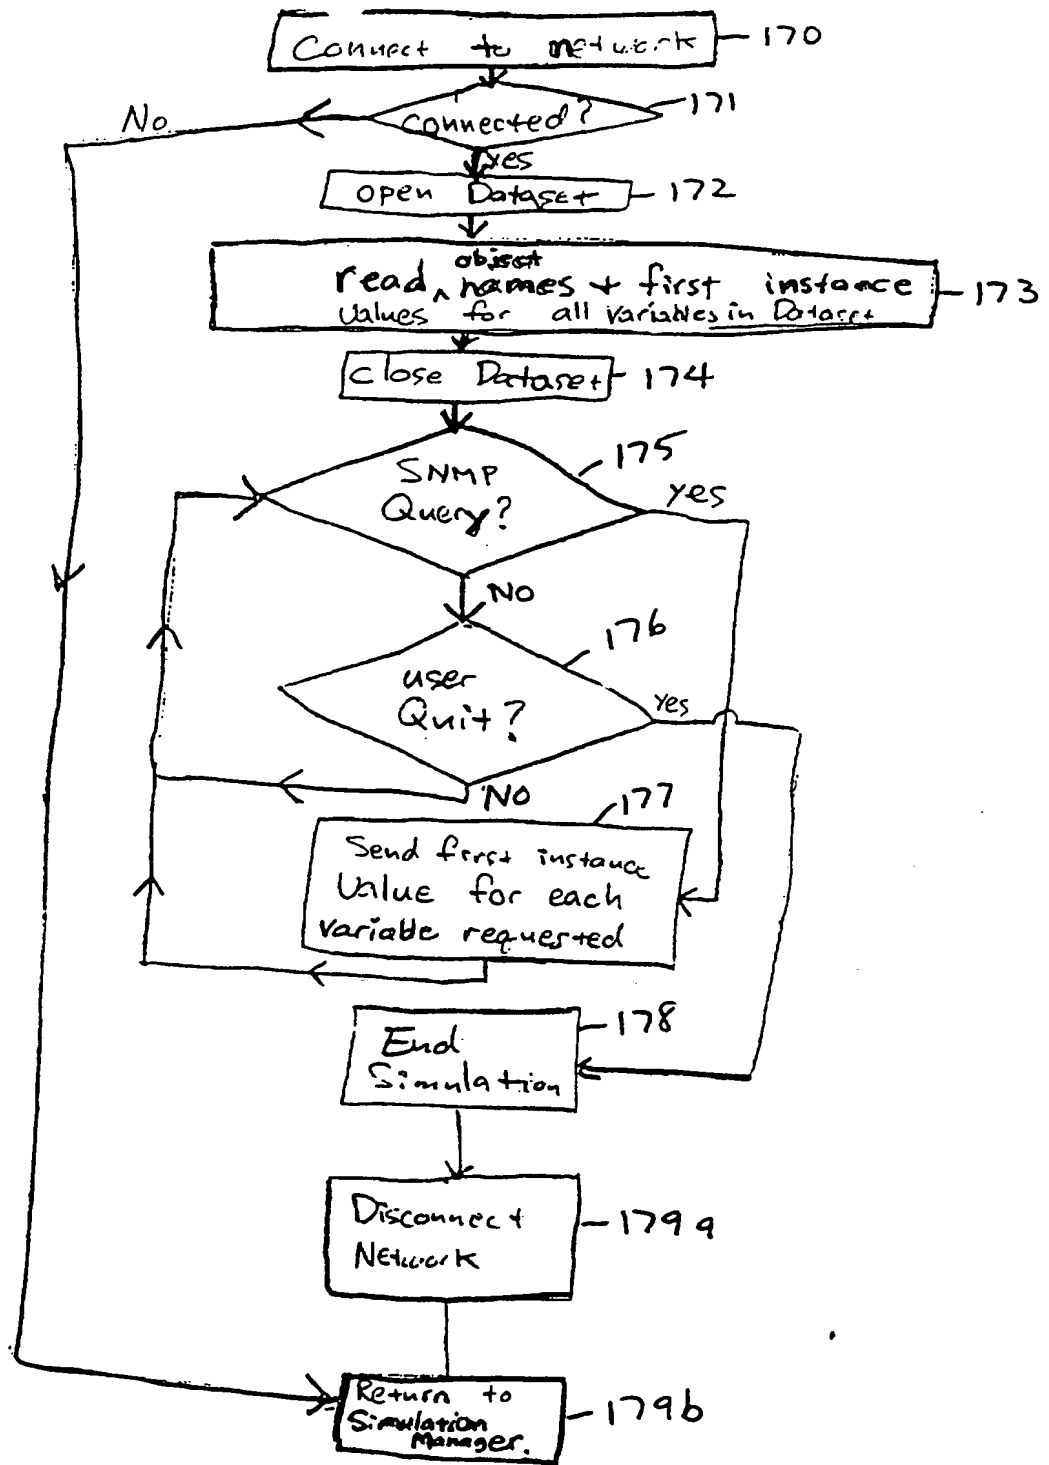 Connect to network
170
connected?
171
No
yes
open Dataset
172
object
read ^ names + first instance
Values for all variables in Dataset
173
close Dataset
174
SNMP
Query?
175
yes
NO
user
Quit?
176
yes
NO
177
Send first instance
Value for each
variable requested
End
Simulation
178
Disconnect
Network
179a
Return to
Simulation
Manager.
179b